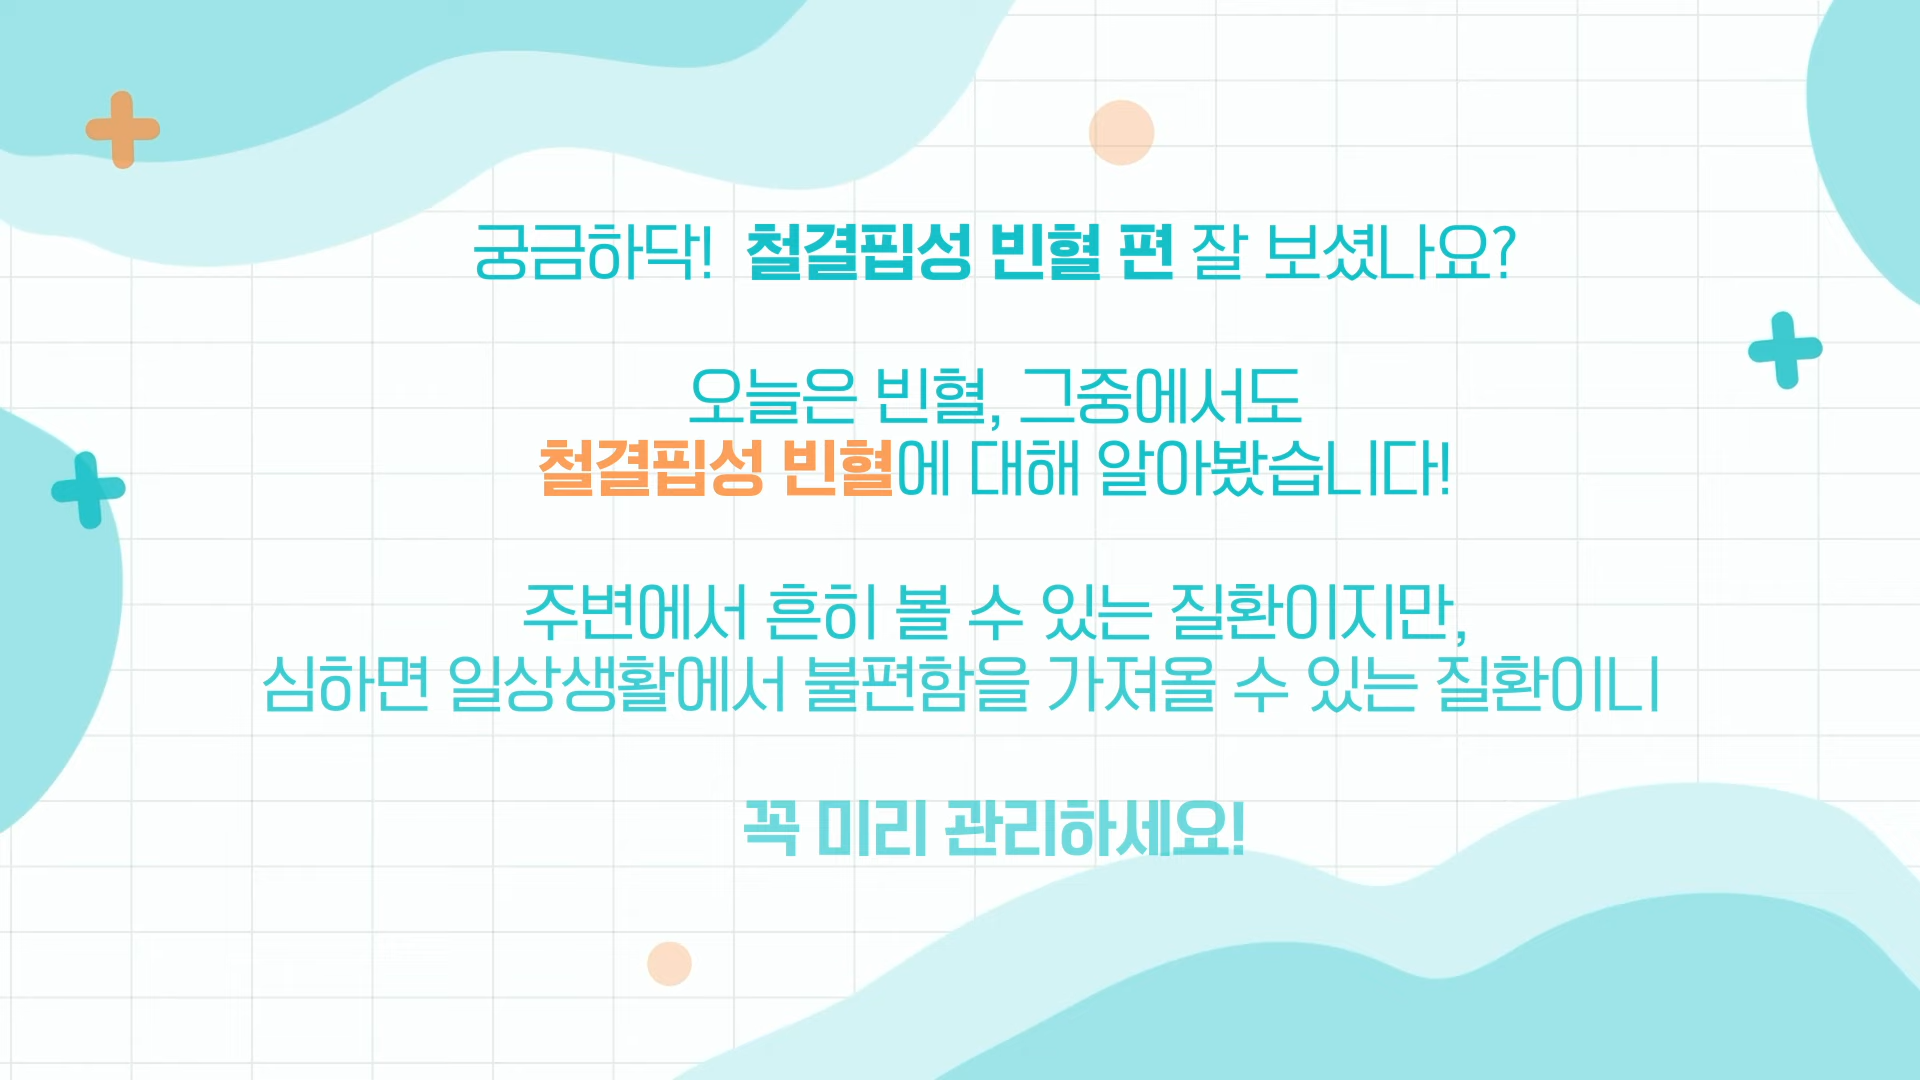 궁금하닥! 철결핍성 빈혈 편 잘 보셨나요?
오늘은 빈혈, 그중에서도
철결핍성 빈혈에 대해 알아봤습니다!
주변에서 흔히 볼 수 있는 질환이지만,
심하면 일상생활에서 불편함을 가져올 수 있는 질환이니
꼭 미리 관리하세요!